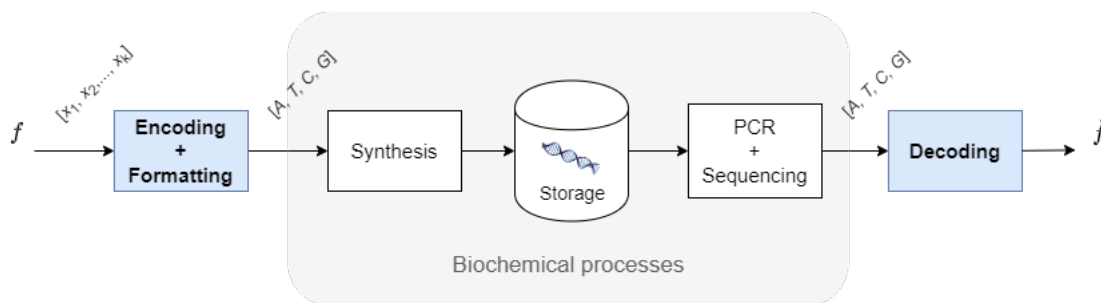 f
[x₁, x₂,..., xₖ]
Encoding
+
Formatting
[A, T, C, G]
Synthesis
Storage
PCR
+
Sequencing
[A, T, C, G]
Decoding
f
Biochemical processes